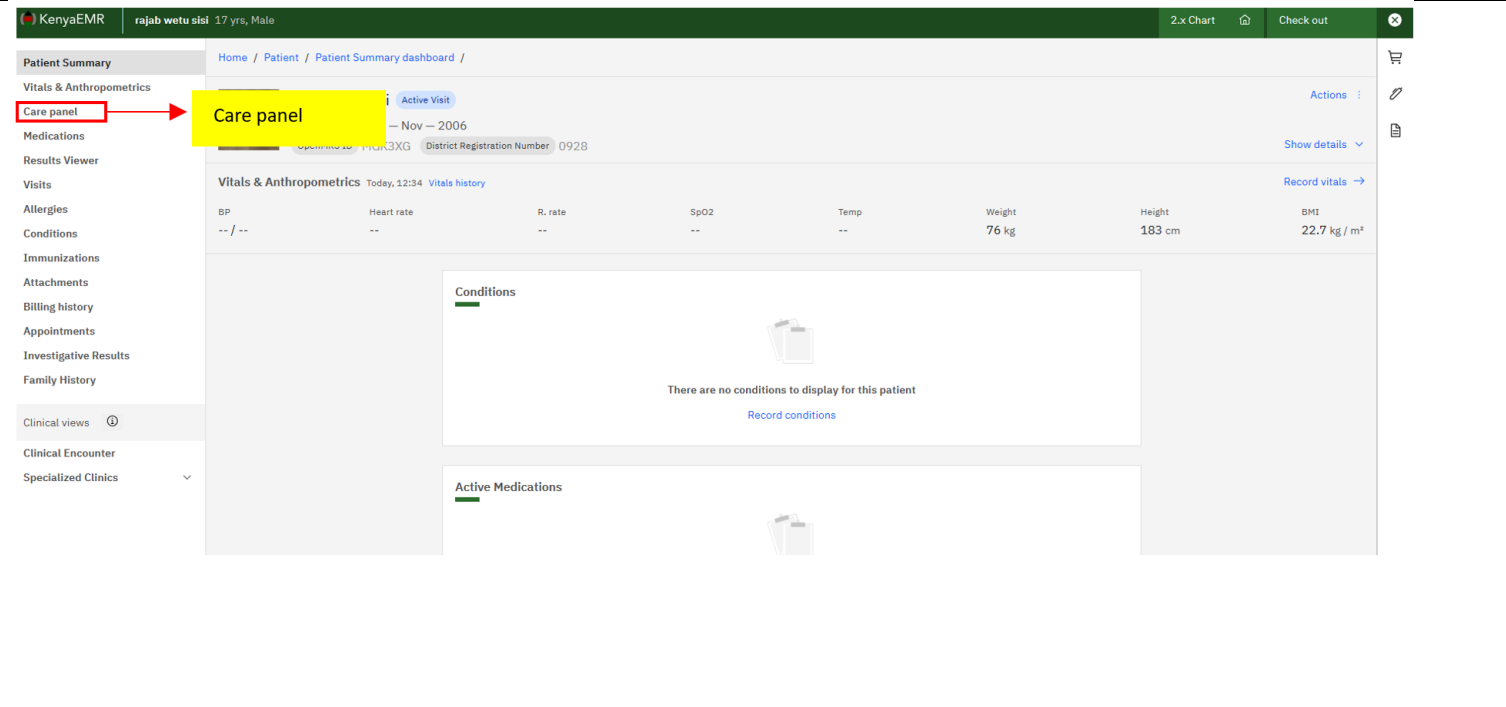 KenyaEMR rajab wetu sisi 17 yrs, Male 2.x Chart Check out
Patient Summary
Vitals & Anthropometrics
Care panel
Medications
Results Viewer
Visits
Allergies
Conditions
Immunizations
Attachments
Billing history
Appointments
Investigative Results
Family History
Clinical views
Clinical Encounter
Specialized Clinics
Home / Patient / Patient Summary dashboard /
Care panel
Active Visit
Actions
— Nov — 2006
District Registration Number 0928
Show details
Vitals & Anthropometrics Today, 12:34 Vitals history Record vitals →
BP Heart rate R. rate SpO2 Temp Weight Height BMI
-- / -- -- -- -- -- 76 kg 183 cm 22.7 kg / m²
Conditions
There are no conditions to display for this patient
Record conditions
Active Medications